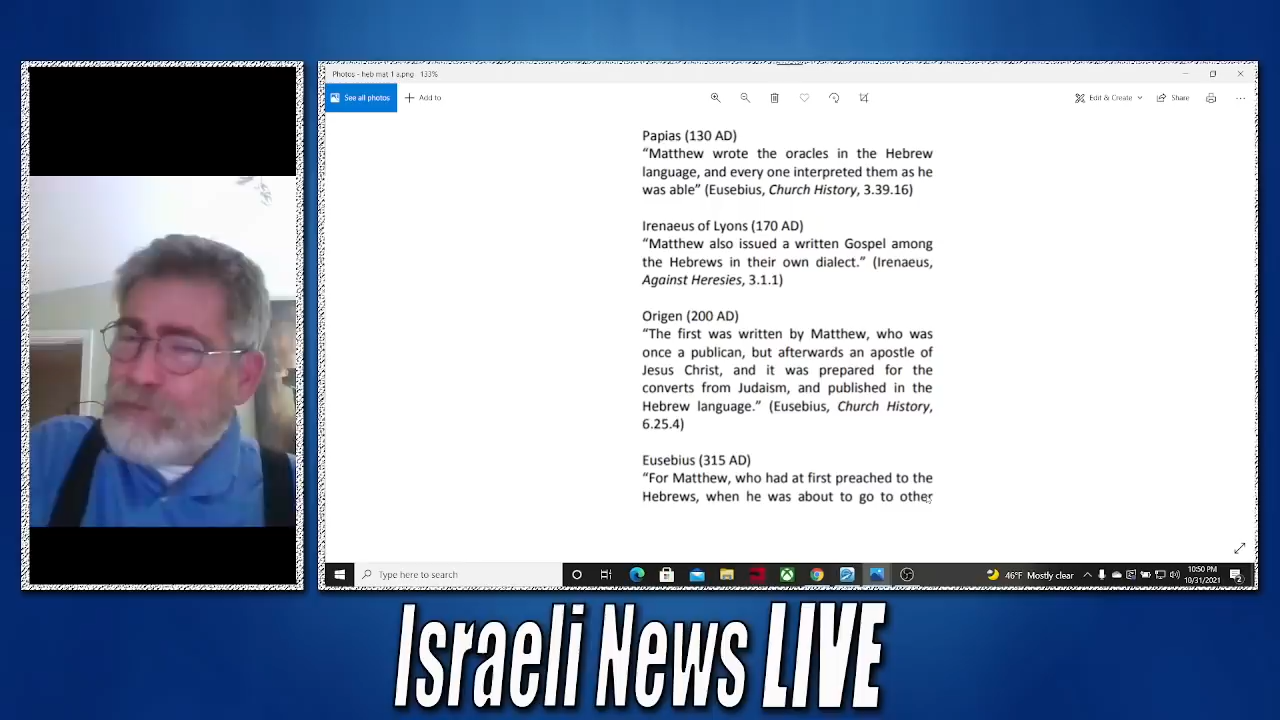 Photos - heb mat 1 a.png 133%
See all photos
Add to
Edit & Create
Share
Papias (130 AD)
“Matthew wrote the oracles in the Hebrew
language, and every one interpreted them as he
was able” (Eusebius, Church History, 3.39.16)
Irenaeus of Lyons (170 AD)
“Matthew also issued a written Gospel among
the Hebrews in their own dialect.” (Irenaeus,
Against Heresies, 3.1.1)
Origen (200 AD)
“The first was written by Matthew, who was
once a publican, but afterwards an apostle of
Jesus Christ, and it was prepared for the
converts from Judaism, and published in the
Hebrew language.” (Eusebius, Church History,
6.25.4)
Eusebius (315 AD)
“For Matthew, who had at first preached to the
Hebrews, when he was about to go to other
Type here to search
46°F Mostly clear
10:50 PM
10/31/2021
2
Israeli News LIVE